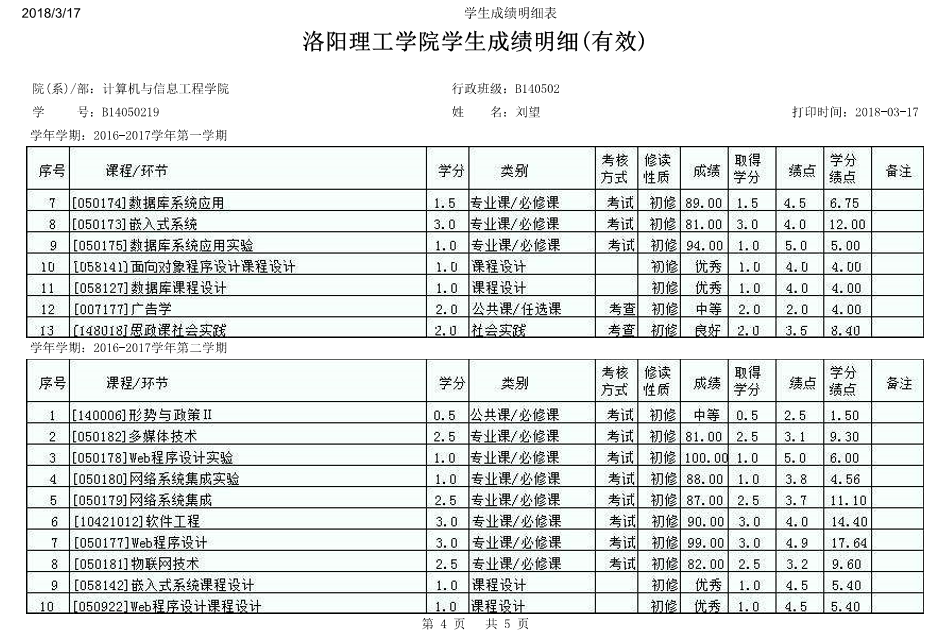 2018/3/17 学生成绩明细表
洛阳理工学院学生成绩明细(有效)
院(系)/部: 计算机与信息工程学院 行政班级: B140502
学 号: B14050219 姓 名: 刘望 打印时间: 2018-03-17
学年学期: 2016-2017学年第一学期
序号 课程/环节 学分 类别 考核方式 修读性质 成绩 取得学分 绩点 学分绩点 备注
7 [050174]数据库系统应用 1.5 专业课/必修课 考试 初修 89.00 1.5 4.5 6.75
8 [050173]嵌入式系统 3.0 专业课/必修课 考试 初修 81.00 3.0 4.0 12.00
9 [050175]数据库系统应用实验 1.0 专业课/必修课 考试 初修 94.00 1.0 5.0 5.00
10 [058141]面向对象程序设计课程设计 1.0 课程设计 初修 优秀 1.0 4.0 4.00
11 [058127]数据库课程设计 1.0 课程设计 初修 优秀 1.0 4.0 4.00
12 [007177]广告学 2.0 公共课/任选课 考查 初修 中等 2.0 2.0 4.00
13 [148018]思政课社会实践 2.0 社会实践 考查 初修 良好 2.0 3.5 8.40
学年学期: 2016-2017学年第二学期
序号 课程/环节 学分 类别 考核方式 修读性质 成绩 取得学分 绩点 学分绩点 备注
1 [140006]形势与政策Ⅱ 0.5 公共课/必修课 考试 初修 中等 0.5 2.5 1.50
2 [050182]多媒体技术 2.5 专业课/必修课 考试 初修 81.00 2.5 3.1 9.30
3 [050178]Web程序设计实验 1.0 专业课/必修课 考试 初修 100.00 1.0 5.0 6.00
4 [050180]网络系统集成实验 1.0 专业课/必修课 考试 初修 88.00 1.0 3.8 4.56
5 [050179]网络系统集成 2.5 专业课/必修课 考试 初修 87.00 2.5 3.7 11.10
6 [10421012]软件工程 3.0 专业课/必修课 考试 初修 90.00 3.0 4.0 14.40
7 [050177]Web程序设计 3.0 专业课/必修课 考试 初修 99.00 3.0 4.9 17.64
8 [050181]物联网技术 2.5 专业课/必修课 考试 初修 82.00 2.5 3.2 9.60
9 [058142]嵌入式系统课程设计 1.0 课程设计 初修 优秀 1.0 4.5 5.40
10 [050922]Web程序设计课程设计 1.0 课程设计 初修 优秀 1.0 4.5 5.40
第 4 页 共 5 页